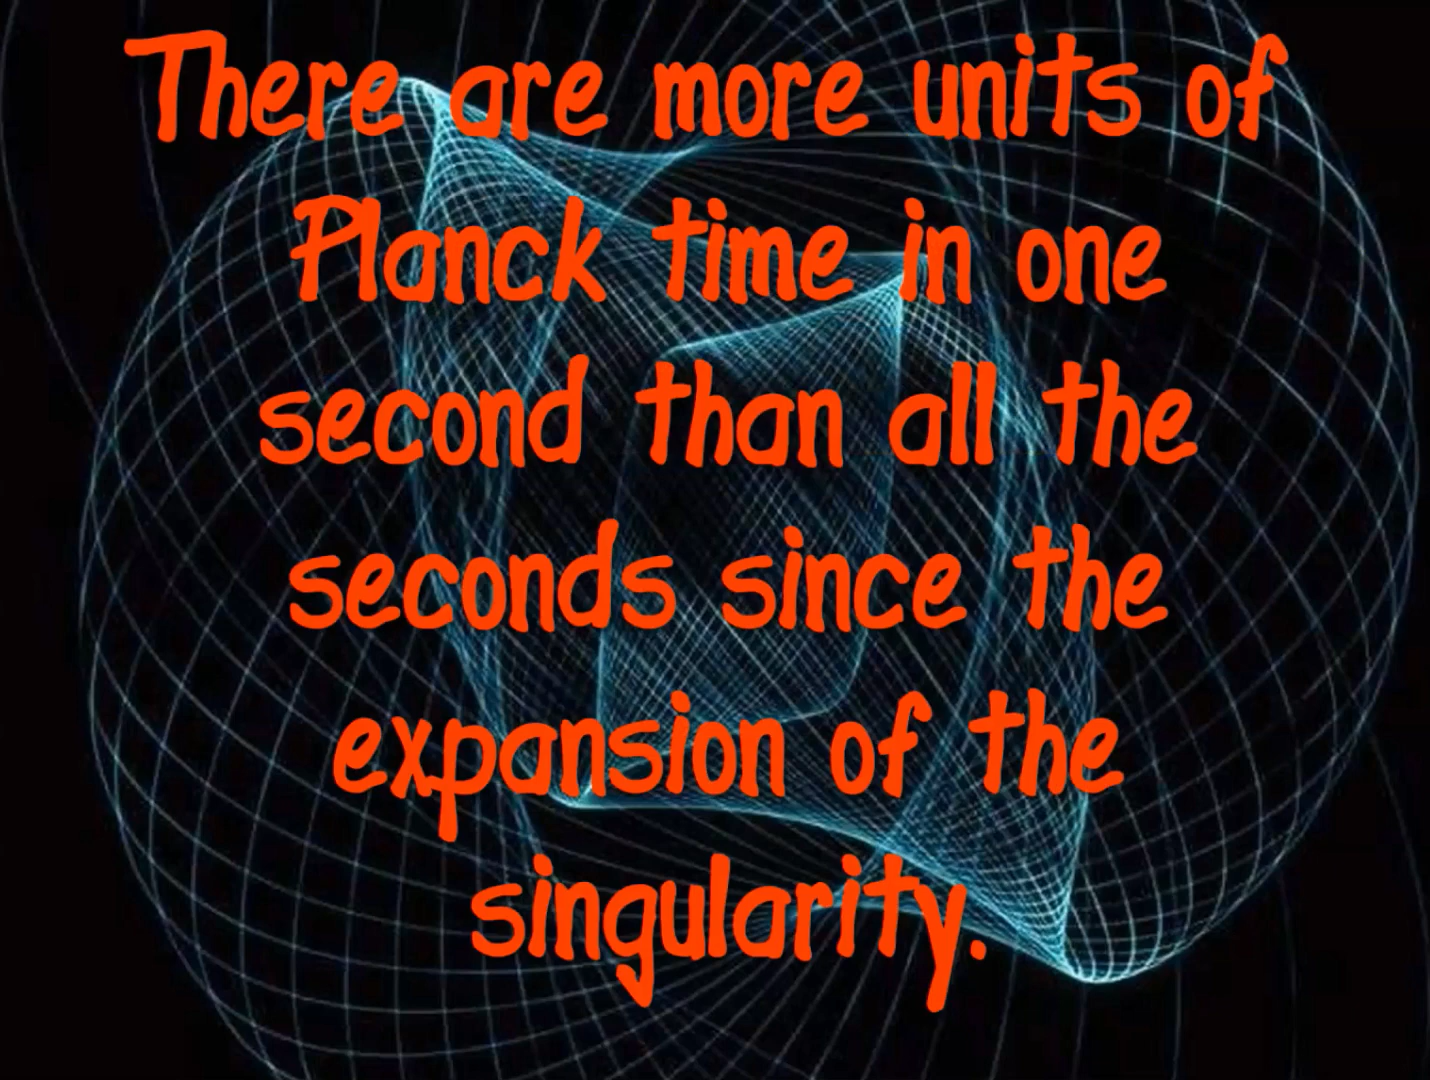 There are more units of
Planck time in one
second than all the
seconds since the
expansion of the
singularity.